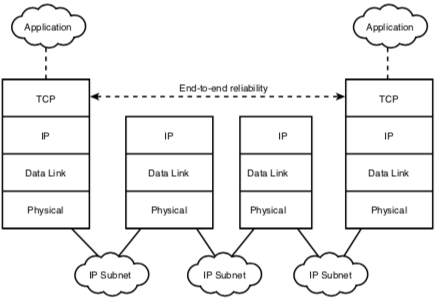 Application
Application
End-to-end reliability
TCP
TCP
IP
IP
IP
IP
Data Link
Data Link
Data Link
Data Link
Physical
Physical
Physical
Physical
IP Subnet
IP Subnet
IP Subnet